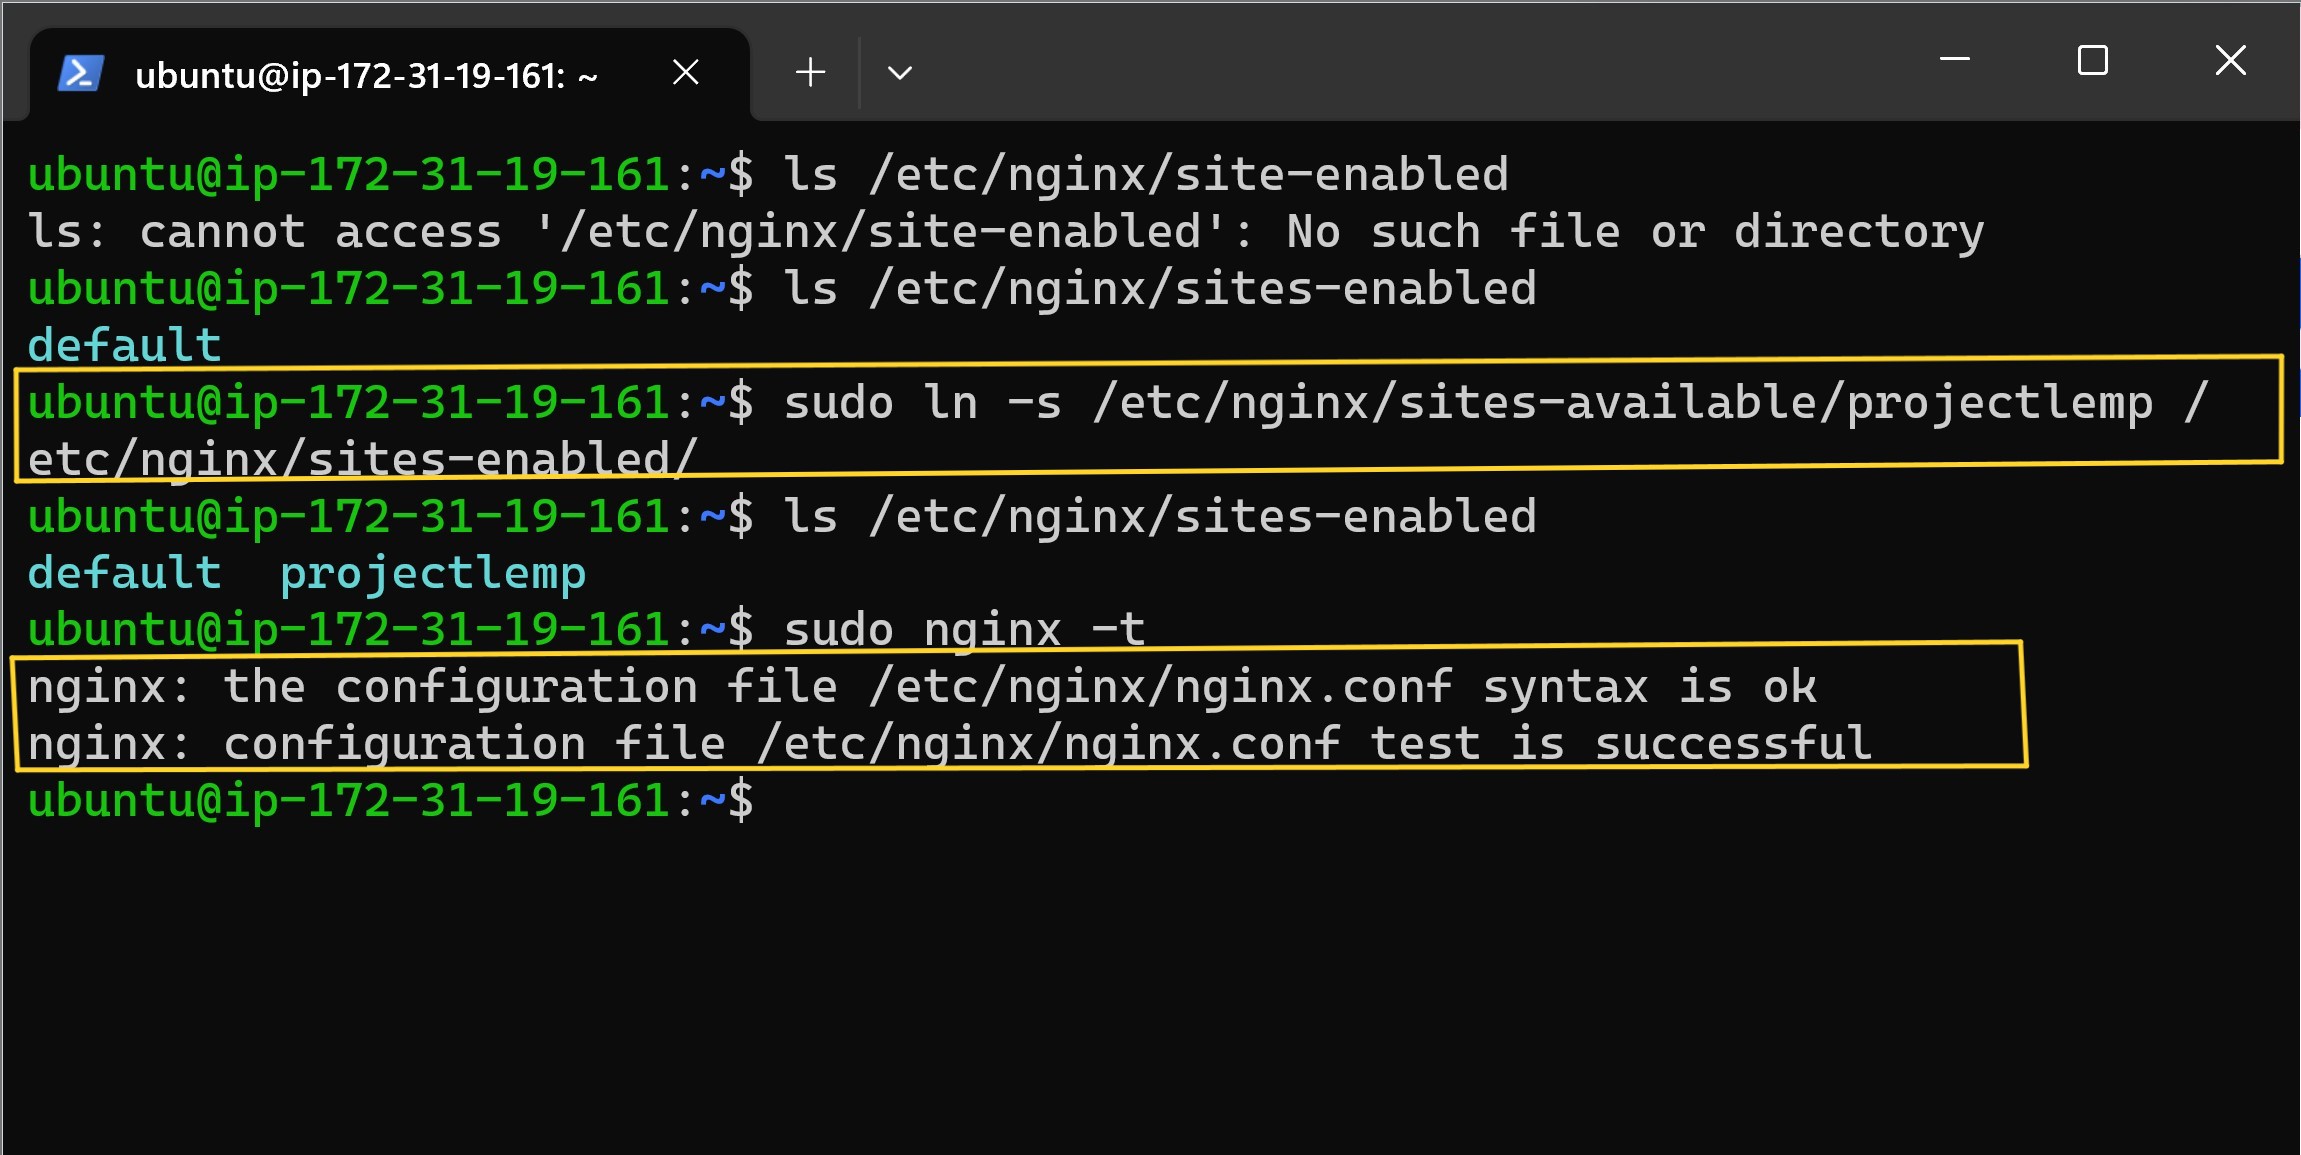 ubuntu@ip-172-31-19-161: ~
ubuntu@ip-172-31-19-161:~$ ls /etc/nginx/site-enabled
ls: cannot access '/etc/nginx/site-enabled': No such file or directory
ubuntu@ip-172-31-19-161:~$ ls /etc/nginx/sites-enabled
default
ubuntu@ip-172-31-19-161:~$ sudo ln -s /etc/nginx/sites-available/projectlemp /
etc/nginx/sites-enabled/
ubuntu@ip-172-31-19-161:~$ ls /etc/nginx/sites-enabled
default  projectlemp
ubuntu@ip-172-31-19-161:~$ sudo nginx -t
nginx: the configuration file /etc/nginx/nginx.conf syntax is ok
nginx: configuration file /etc/nginx/nginx.conf test is successful
ubuntu@ip-172-31-19-161:~$